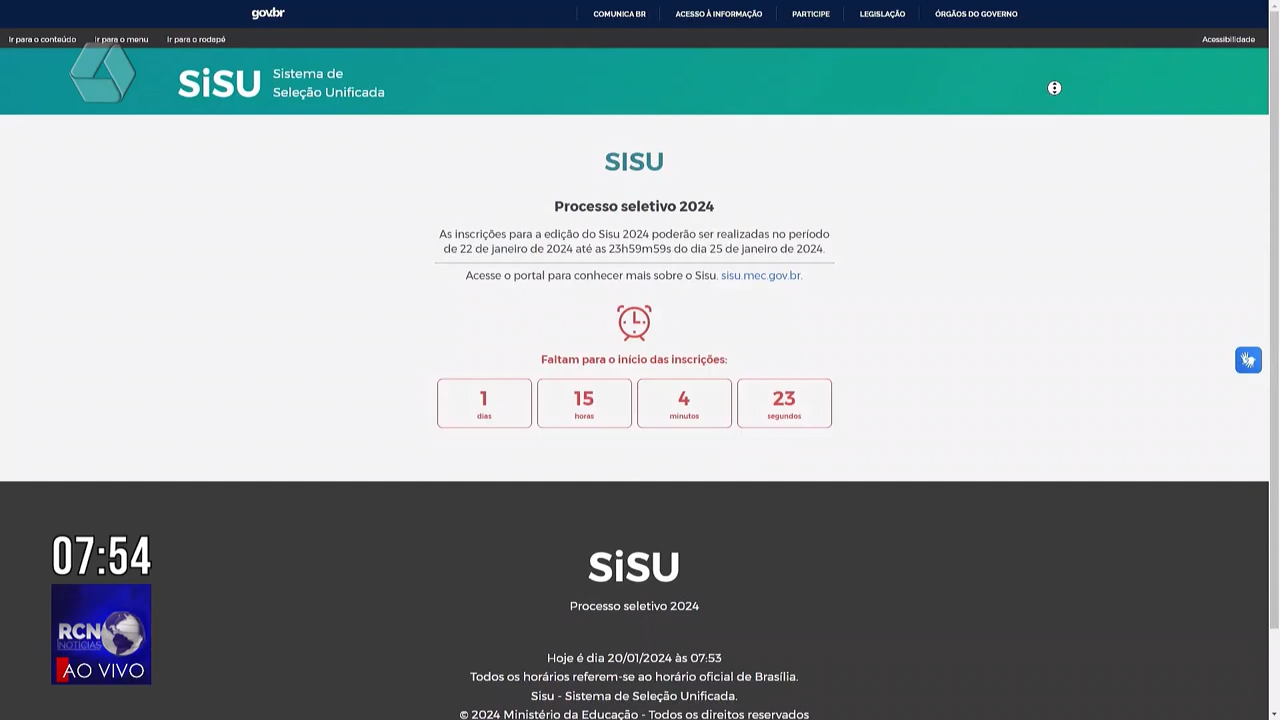 gov.br
COMUNICA BR
ACESSO À INFORMAÇÃO
PARTICIPE
LEGISLAÇÃO
ÓRGÃOS DO GOVERNO
Ir para o conteúdo
Ir para o menu
Ir para o rodapé
Acessibilidade
SiSU
Sistema de
Seleção Unificada
SISU
Processo seletivo 2024
As inscrições para a edição do Sisu 2024 poderão ser realizadas no período
de 22 de janeiro de 2024 até as 23h59m59s do dia 25 de janeiro de 2024.
Acesse o portal para conhecer mais sobre o Sisu. sisu.mec.gov.br.
Faltam para o início das inscrições:
1
dias
15
horas
4
minutos
23
segundos
07:54
RCN
NOTÍCIAS
AO VIVO
SiSU
Processo seletivo 2024
Hoje é dia 20/01/2024 às 07:53
Todos os horários referem-se ao horário oficial de Brasília.
Sisu - Sistema de Seleção Unificada.
© 2024 Ministério da Educação - Todos os direitos reservados